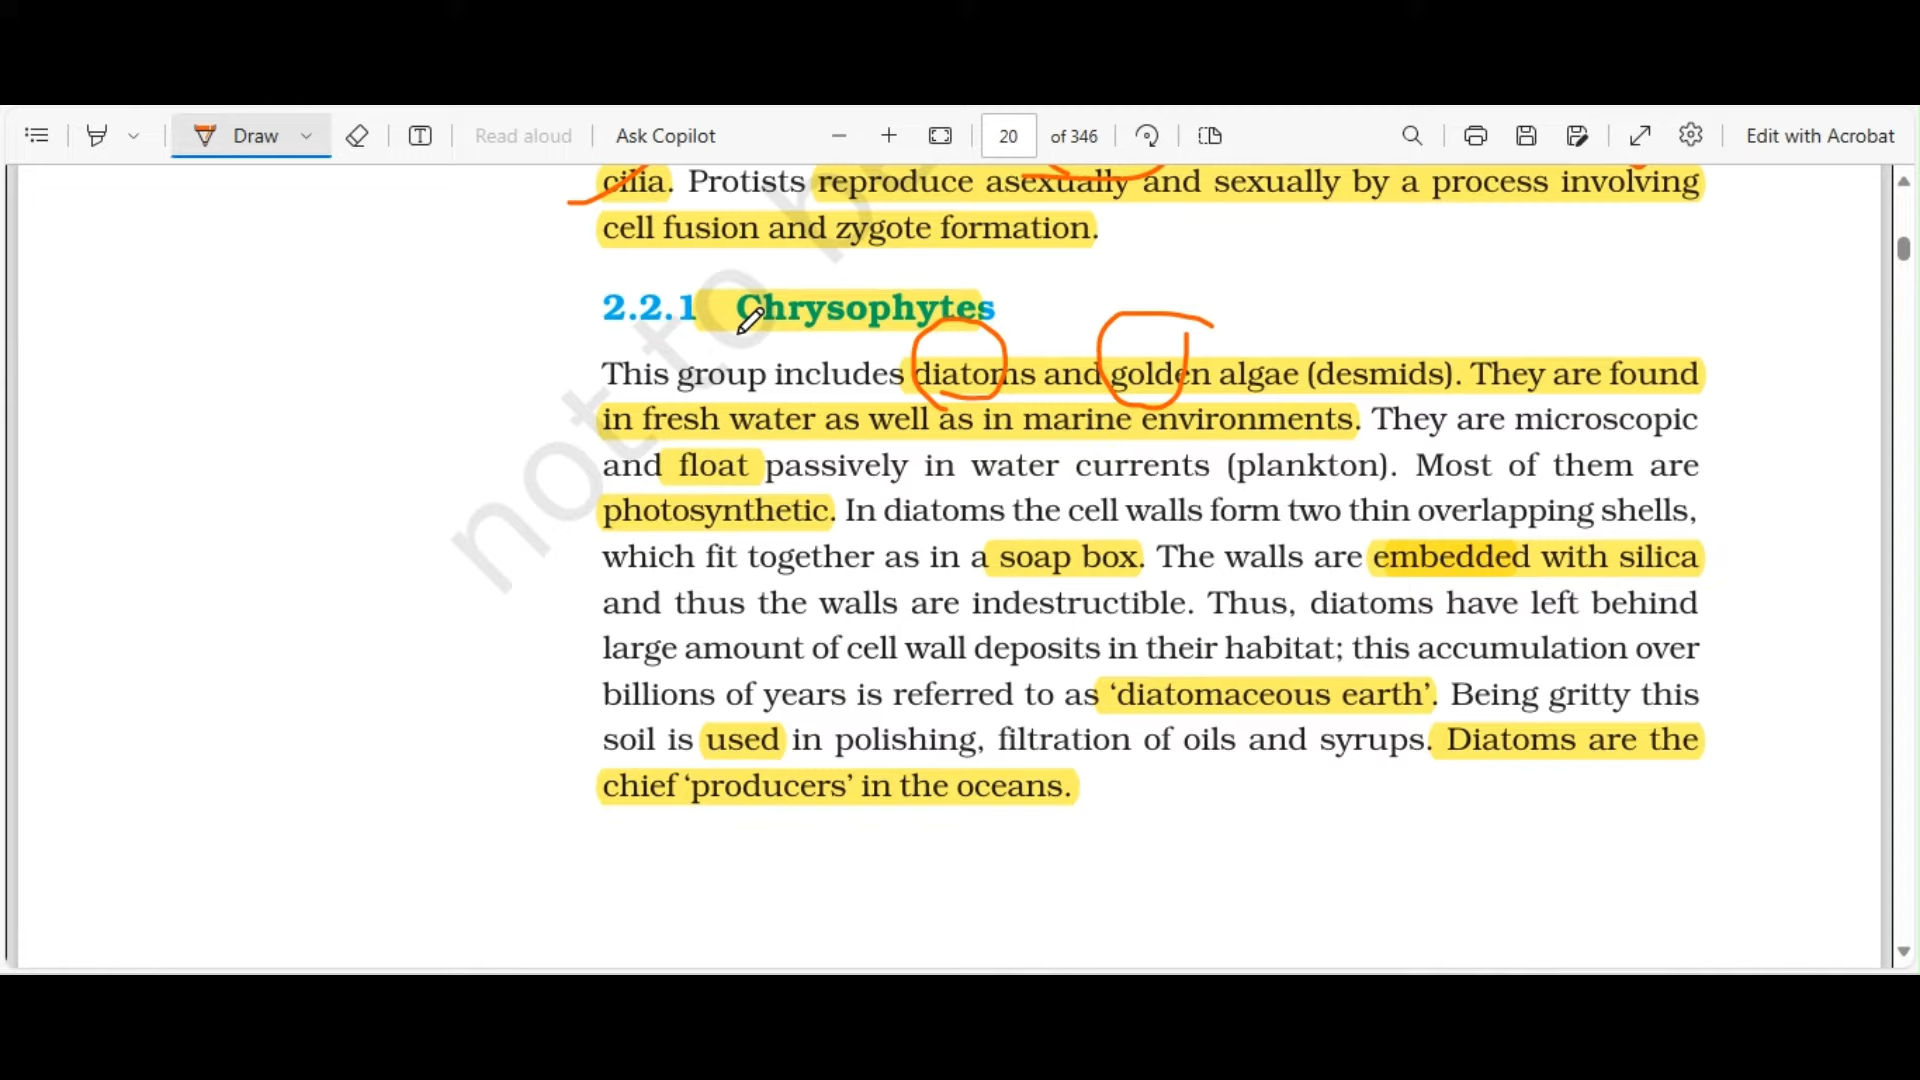 Draw
Read aloud
Ask Copilot
20
of 346
Edit with Acrobat
cilia. Protists reproduce asexually and sexually by a process involving
cell fusion and zygote formation.
2.2.1 Chrysophytes
This group includes diatoms and golden algae (desmids). They are found
in fresh water as well as in marine environments. They are microscopic
and float passively in water currents (plankton). Most of them are
photosynthetic. In diatoms the cell walls form two thin overlapping shells,
which fit together as in a soap box. The walls are embedded with silica
and thus the walls are indestructible. Thus, diatoms have left behind
large amount of cell wall deposits in their habitat; this accumulation over
billions of years is referred to as ‘diatomaceous earth’. Being gritty this
soil is used in polishing, filtration of oils and syrups. Diatoms are the
chief ‘producers’ in the oceans.
not to b